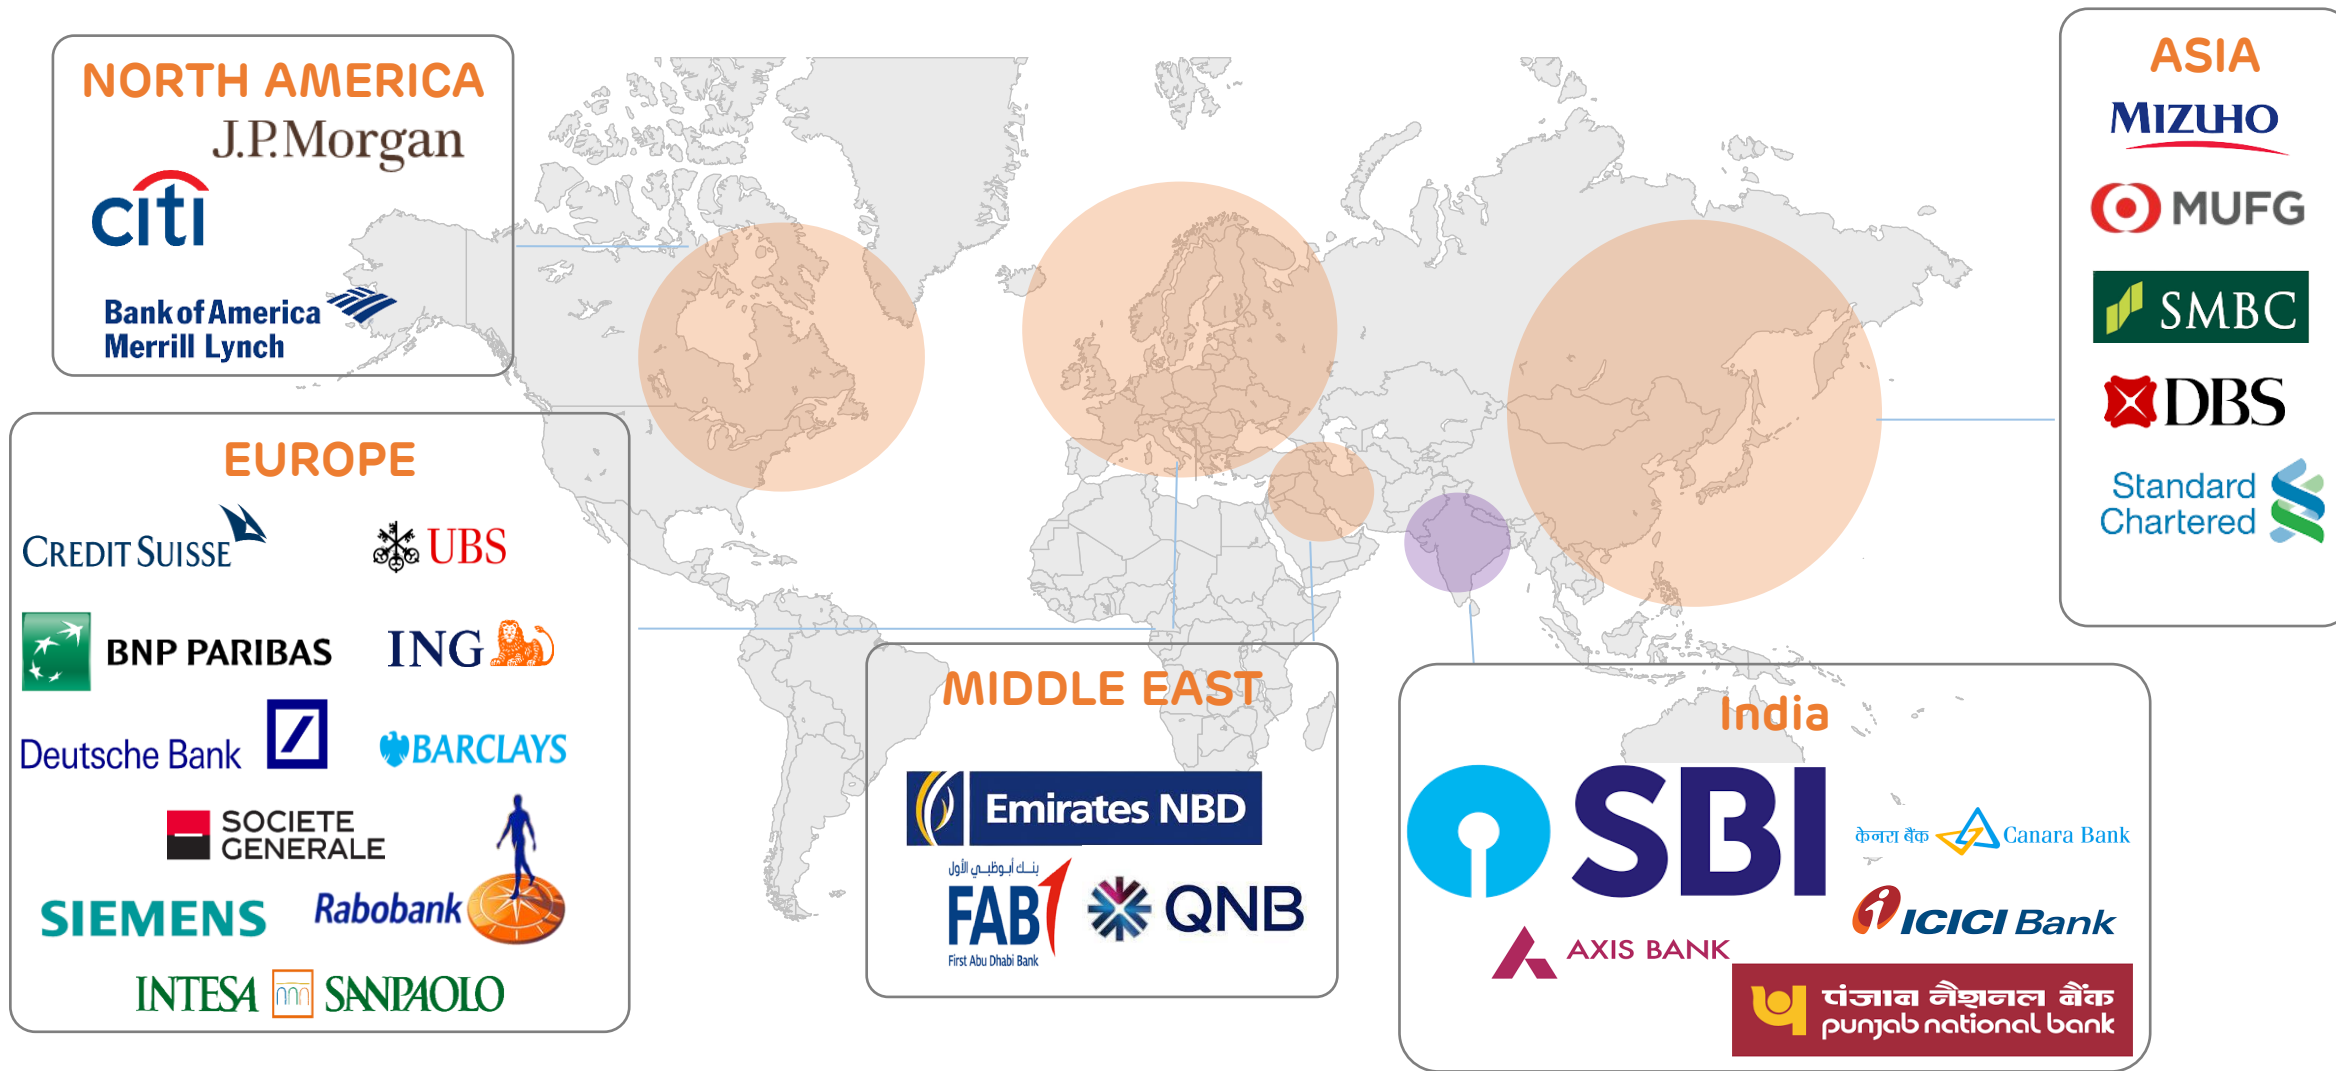 NORTH AMERICA
J.P.Morgan
citi
Bank of America
Merrill Lynch
EUROPE
CREDIT SUISSE
UBS
BNP PARIBAS
ING
Deutsche Bank
BARCLAYS
SOCIETE
GENERALE
SIEMENS
Rabobank
INTESA SANPAOLO
MIDDLE EAST
Emirates NBD
بنك أبوظبي الأول
FAB
First Abu Dhabi Bank
QNB
India
SBI
केनरा बैंक Canara Bank
ICICI Bank
AXIS BANK
पंजाब नैशनल बैंक
punjab national bank
ASIA
MIZUHO
MUFG
SMBC
DBS
Standard
Chartered